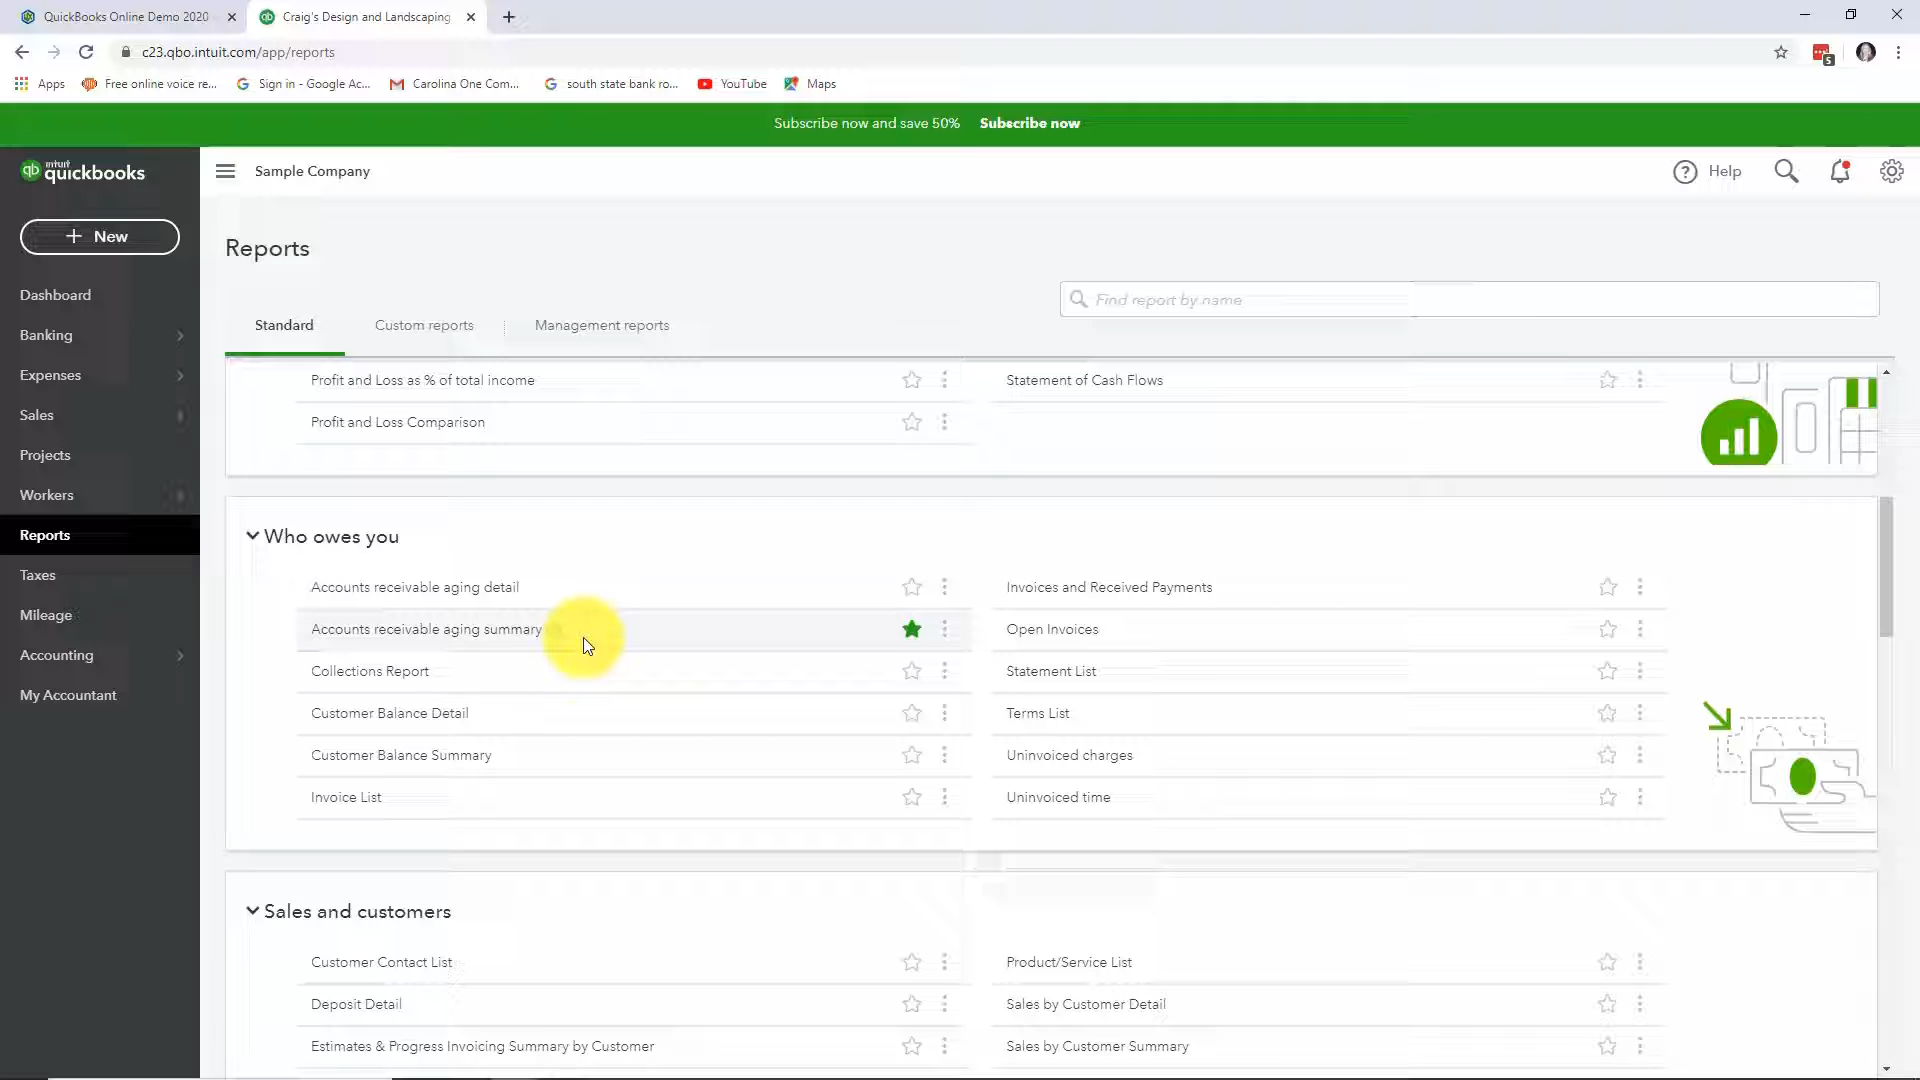 QuickBooks Online Demo 2020
Craig's Design and Landscaping
c23.qbo.intuit.com/app/reports
5
Apps
Free online voice re...
Sign in - Google Ac...
Carolina One Com...
south state bank ro...
YouTube
Maps
Subscribe now and save 50% Subscribe now
intuit
quickbooks
Sample Company
Help
+ New
Dashboard
Banking
Expenses
Sales
Projects
Workers
Reports
Taxes
Mileage
Accounting
My Accountant
Reports
Find report by name
Standard
Custom reports
Management reports
Profit and Loss as % of total income
Statement of Cash Flows
Profit and Loss Comparison
Who owes you
Accounts receivable aging detail
Invoices and Received Payments
Accounts receivable aging summary
Open Invoices
Collections Report
Statement List
Customer Balance Detail
Terms List
Customer Balance Summary
Uninvoiced charges
Invoice List
Uninvoiced time
Sales and customers
Customer Contact List
Product/Service List
Deposit Detail
Sales by Customer Detail
Estimates & Progress Invoicing Summary by Customer
Sales by Customer Summary